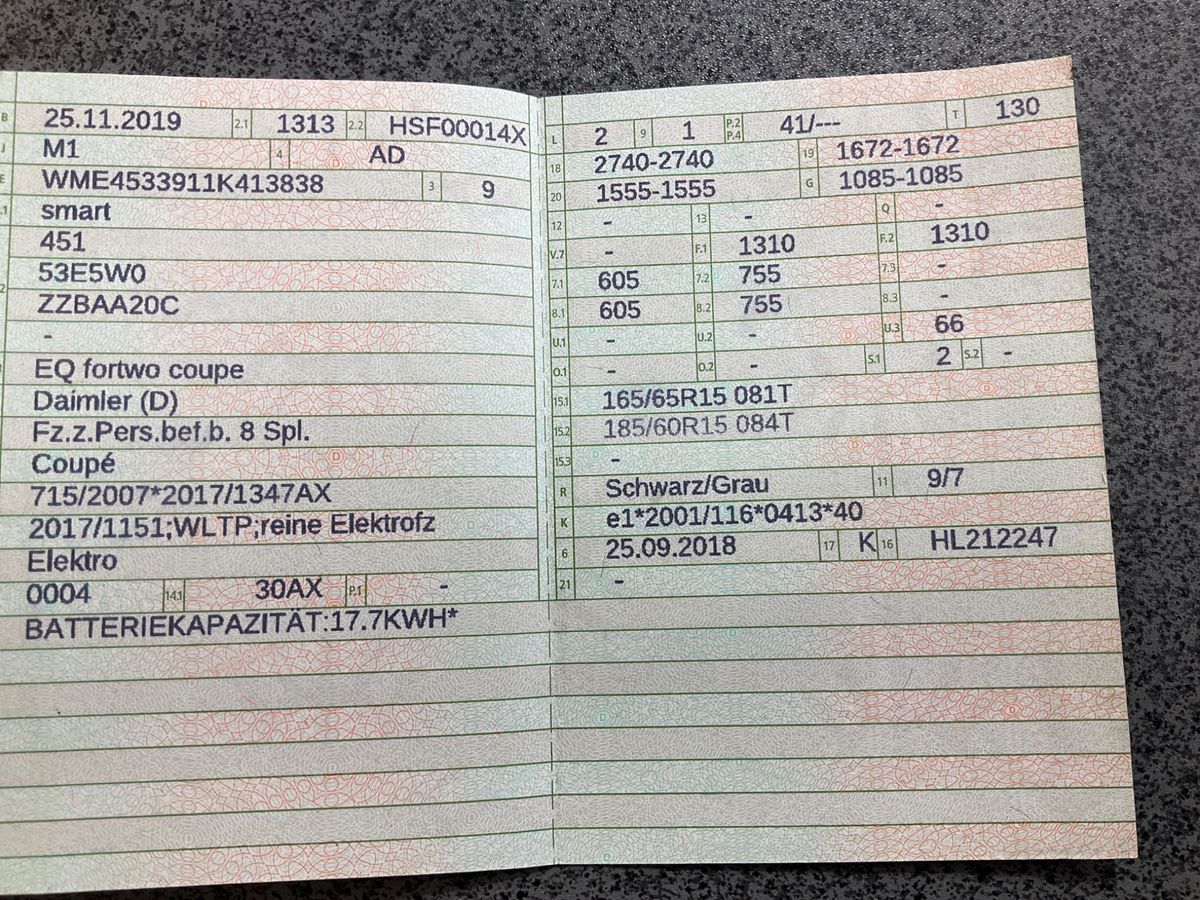 B 25.11.2019 2.1 1313 2.2 HSF00014X
J M1 4 AD
E WME4533911K413838 3 9
.1 smart
451
53E5W0
2 ZZBAA20C
-
EQ fortwo coupe
Daimler (D)
Fz.z.Pers.bef.b. 8 Spl.
Coupé
715/2007*2017/1347AX
2017/1151;WLTP;reine Elektrofz
Elektro
0004 14.1 30AX P.1 -
BATTERIEKAPAZITÄT:17.7KWH*
L 2 9 1 P.2 P.4 41/--- T 130
18 2740-2740 19 1672-1672
20 1555-1555 G 1085-1085
12 - 13 - Q -
V.7 - F.1 1310 F.2 1310
7.1 605 7.2 755 7.3 -
8.1 605 8.2 755 8.3 -
U.1 - U.2 - U.3 66
O.1 - O.2 - S.1 2 S.2 -
15.1 165/65R15 081T
15.2 185/60R15 084T
15.3 -
R Schwarz/Grau 11 9/7
K e1*2001/116*0413*40
6 25.09.2018 17 K 16 HL212247
21 -